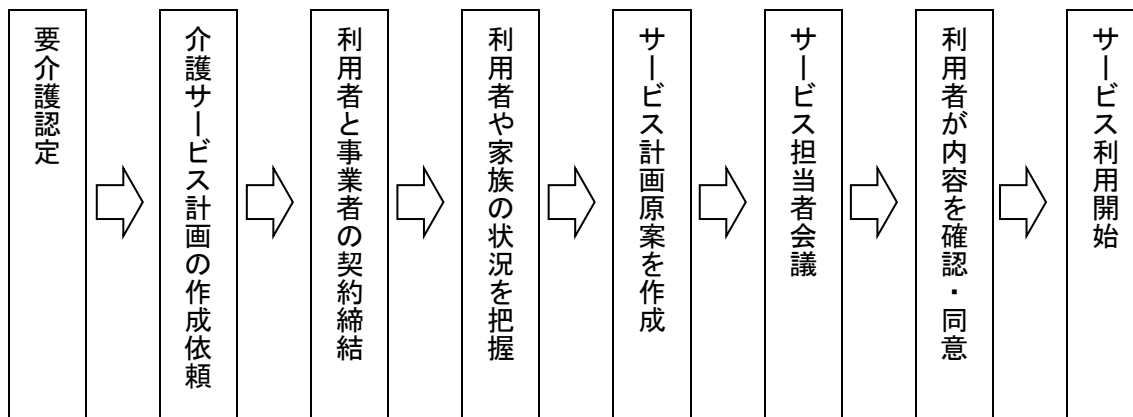 要介護認定
介護サービス計画の作成依頼
利用者と事業者の契約締結
利用者や家族の状況を把握
サービス計画原案を作成
サービス担当者会議
利用者が内容を確認・同意
サービス利用開始